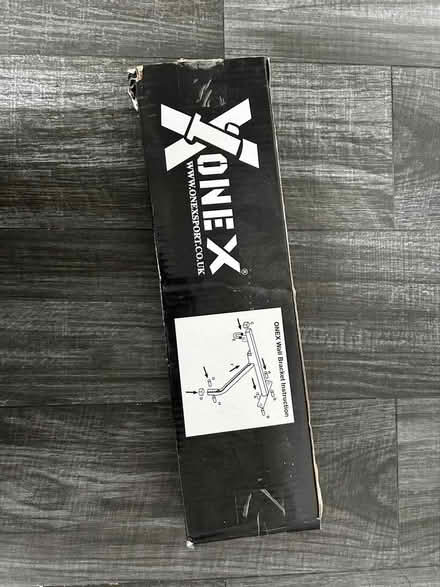 ONEX®
WWW.ONEXSPORT.CO.UK
ONEX Wall Bracket Instruction